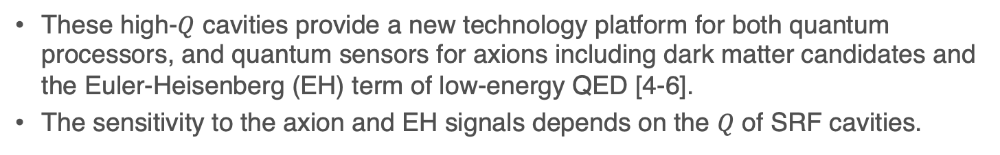 • These high-Q cavities provide a new technology platform for both quantum
processors, and quantum sensors for axions including dark matter candidates and
the Euler-Heisenberg (EH) term of low-energy QED [4-6].
• The sensitivity to the axion and EH signals depends on the Q of SRF cavities.